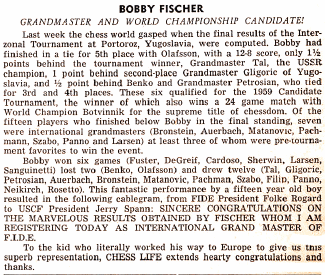 BOBBY FISCHER
GRANDMASTER AND WORLD CHAMPIONSHIP CANDIDATE!
Last week the chess world gasped when the final results of the Inter-
zonal Tournament at Portoroz, Yugoslavia, were computed. Bobby had
finished in a tie for 5th place with Olafsson, with a 12-8 score, only 1½
points behind the tournament winner, Grandmaster Tal, the USSR
champion, 1 point behind second-place Grandmaster Gligoric of Yugo-
slavia, and ½ point behind Benko and Grandmaster Petrosian, who tied
for 3rd and 4th places. These six qualified for the 1959 Candidate
Tournament, the winner of which also wins a 24 game match with
World Champion Botvinnik for the supreme title of chessdom. Of the
fifteen players who finished below Bobby in the final standing, seven
were international grandmasters (Bronstein, Auerbach, Matanovic, Pach-
mann, Szabo, Panno and Larsen) at least three of whom were pre-tourna-
ment favorites to win the event.
Bobby won six games (Fuster, DeGreif, Cardoso, Sherwin, Larsen,
Sanguinetti) lost two (Benko, Olafsson) and drew twelve (Tal, Gligoric,
Petrosian, Auerbach, Bronstein, Matanovic, Pachman, Szabo, Filip, Panno,
Neikirch, Rosetto). This fantastic performance by a fifteen year old boy
resulted in the following cablegram, from FIDE President Folke Rogard
to USCF President Jerry Spann: SINCERE CONGRATULATIONS ON
THE MARVELOUS RESULTS OBTAINED BY FISCHER WHOM I AM
REGISTERING TODAY AS INTERNATIONAL GRAND MASTER OF
F.I.D.E.
To the kid who literally worked his way to Europe to give us this
superb representation, CHESS LIFE extends hearty congratulations and
thanks.